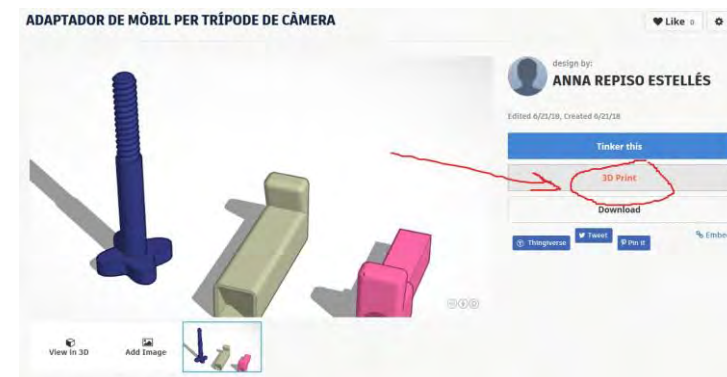 ADAPTADOR DE MÒBIL PER TRÍPODE DE CÀMERA
Like 0
design by:
ANNA REPISO ESTELLÉS
Edited 6/21/18, Created 6/21/18
Tinker this
3D Print
Download
Thingiverse
Tweet
Pin it
Embe
View in 3D
Add Image